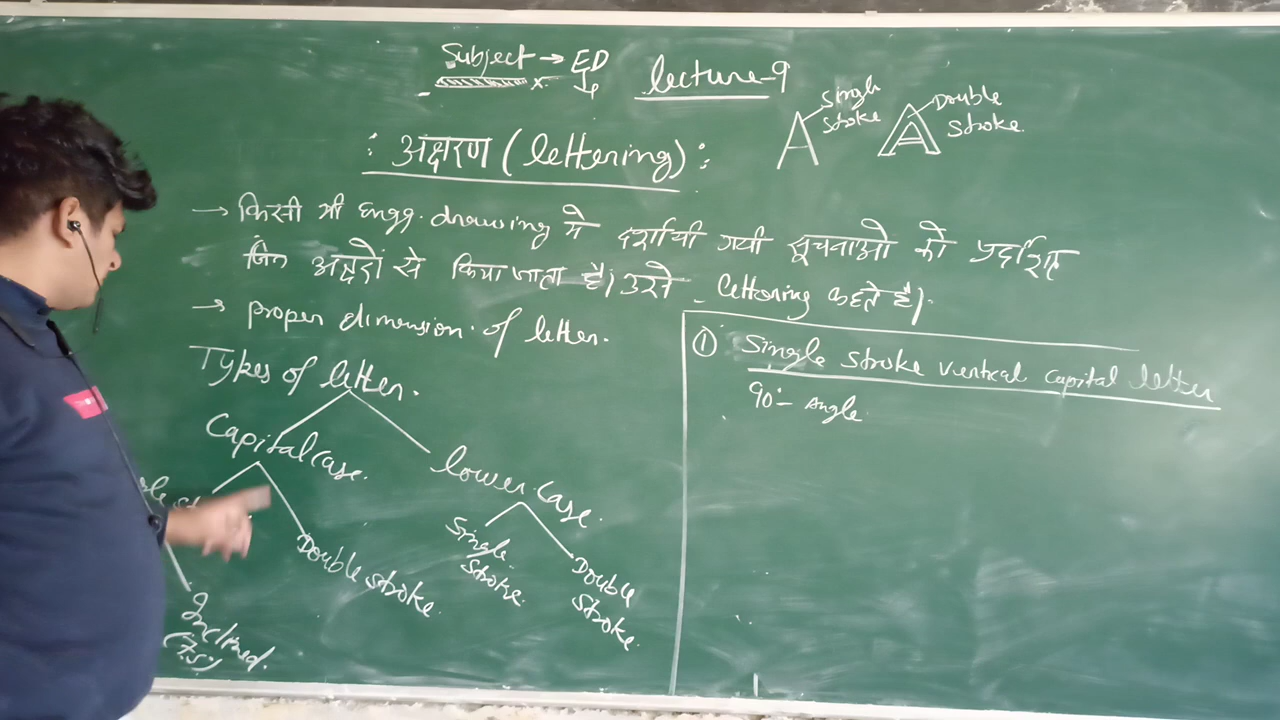 Subject → ED
lecture-9
A Single stroke
A Double stroke.
: अक्षरण (lettering) :
→ किसी भी Engg. drawing मे दर्शायी गयी सूचनाओ को प्रदर्शित
जिन अक्षरों से किया जाता है। उसे lettering कहते है।
→ proper dimension of letter.
Types of letter.
Capital case.
lower case.
Double stroke.
Single stroke.
Double stroke.
Inclined.
(75)
① Single stroke vertical capital letter
90°- Angle.